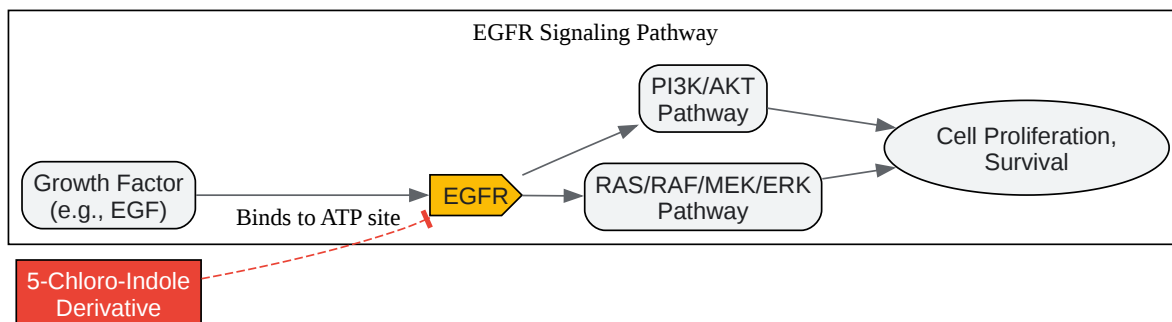 EGFR Signaling Pathway
PI3K/AKT
Pathway
Cell Proliferation,
Survival
Growth Factor
(e.g., EGF)
EGFR
RAS/RAF/MEK/ERK
Pathway
Binds to ATP site
5-Chloro-Indole
Derivative